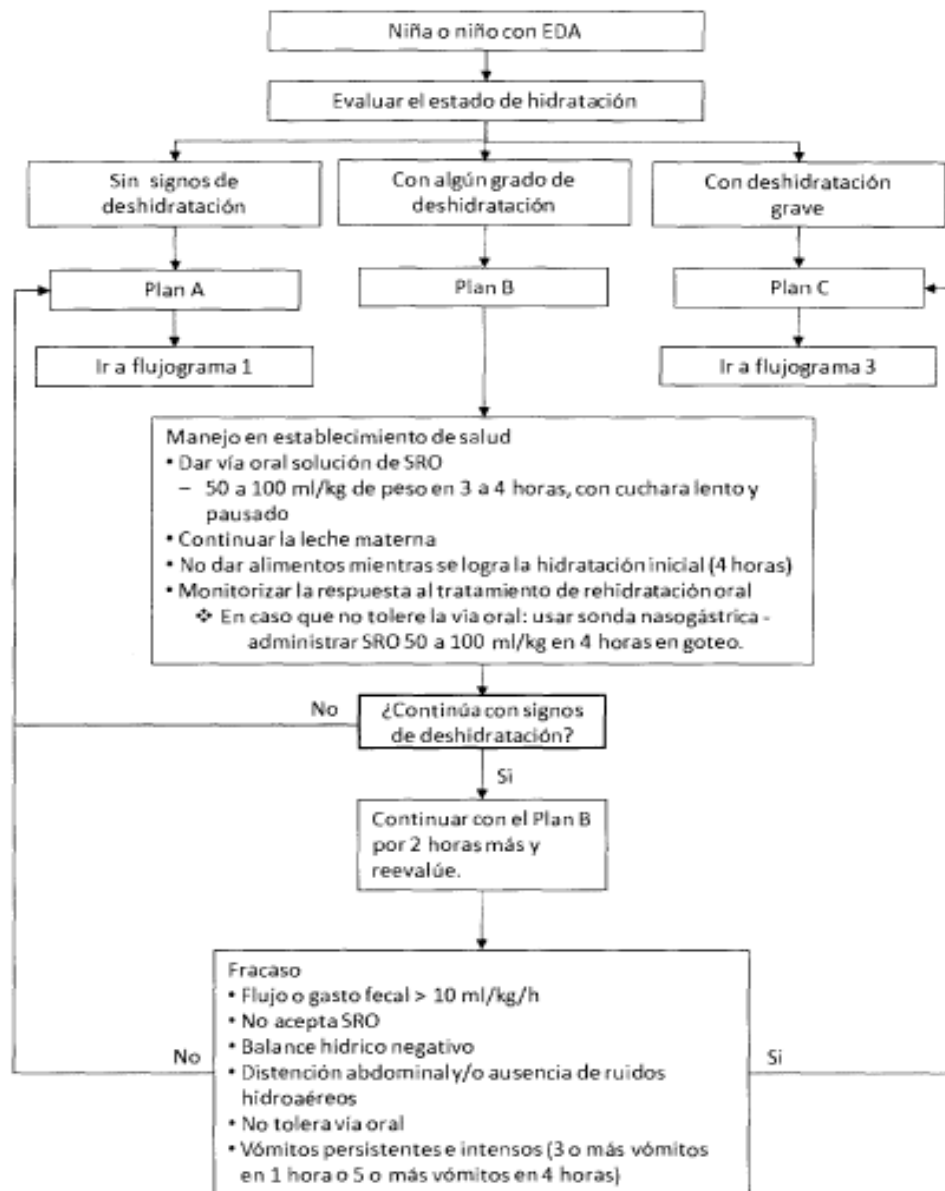 Niña o niño con EDA
Evaluar el estado de hidratación
Sin signos de
deshidratación
Con algún grado de
deshidratación
Con deshidratación
grave
Plan A
Plan B
Plan C
Ir a flujograma 1
Ir a flujograma 3
Manejo en establecimiento de salud
• Dar vía oral solución de SRO
– 50 a 100 ml/kg de peso en 3 a 4 horas, con cuchara lento y
pausado
• Continuar la leche materna
• No dar alimentos mientras se logra la hidratación inicial (4 horas)
• Monitorizar la respuesta al tratamiento de rehidratación oral
❖ En caso que no tolere la vía oral: usar sonda nasogástrica -
administrar SRO 50 a 100 ml/kg en 4 horas en goteo.
No
¿Continúa con signos
de deshidratación?
Si
Continuar con el Plan B
por 2 horas más y
reevalúe.
Fracaso
• Flujo o gasto fecal > 10 ml/kg/h
• No acepta SRO
• Balance hídrico negativo
• Distención abdominal y/o ausencia de ruidos
hidroaéreos
• No tolera vía oral
• Vómitos persistentes e intensos (3 o más vómitos
en 1 hora o 5 o más vómitos en 4 horas)
No
Si